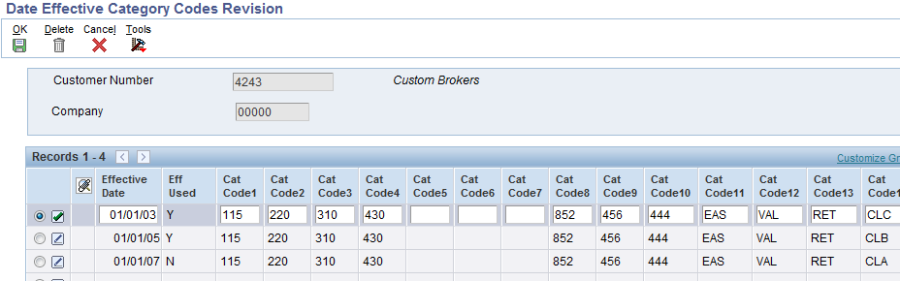 Date Effective Category Codes Revision
OK Delete Cancel Tools
Customer Number 4243 Custom Brokers
Company 00000
Records 1 - 4 < > Customize Gr
Effective Date Eff Used Cat Code1 Cat Code2 Cat Code3 Cat Code4 Cat Code5 Cat Code6 Cat Code7 Cat Code8 Cat Code9 Cat Code10 Cat Code11 Cat Code12 Cat Code13 Cat Code1
01/01/03 Y 115 220 310 430 852 456 444 EAS VAL RET CLC
01/01/05 Y 115 220 310 430 852 456 444 EAS VAL RET CLB
01/01/07 N 115 220 310 430 852 456 444 EAS VAL RET CLA